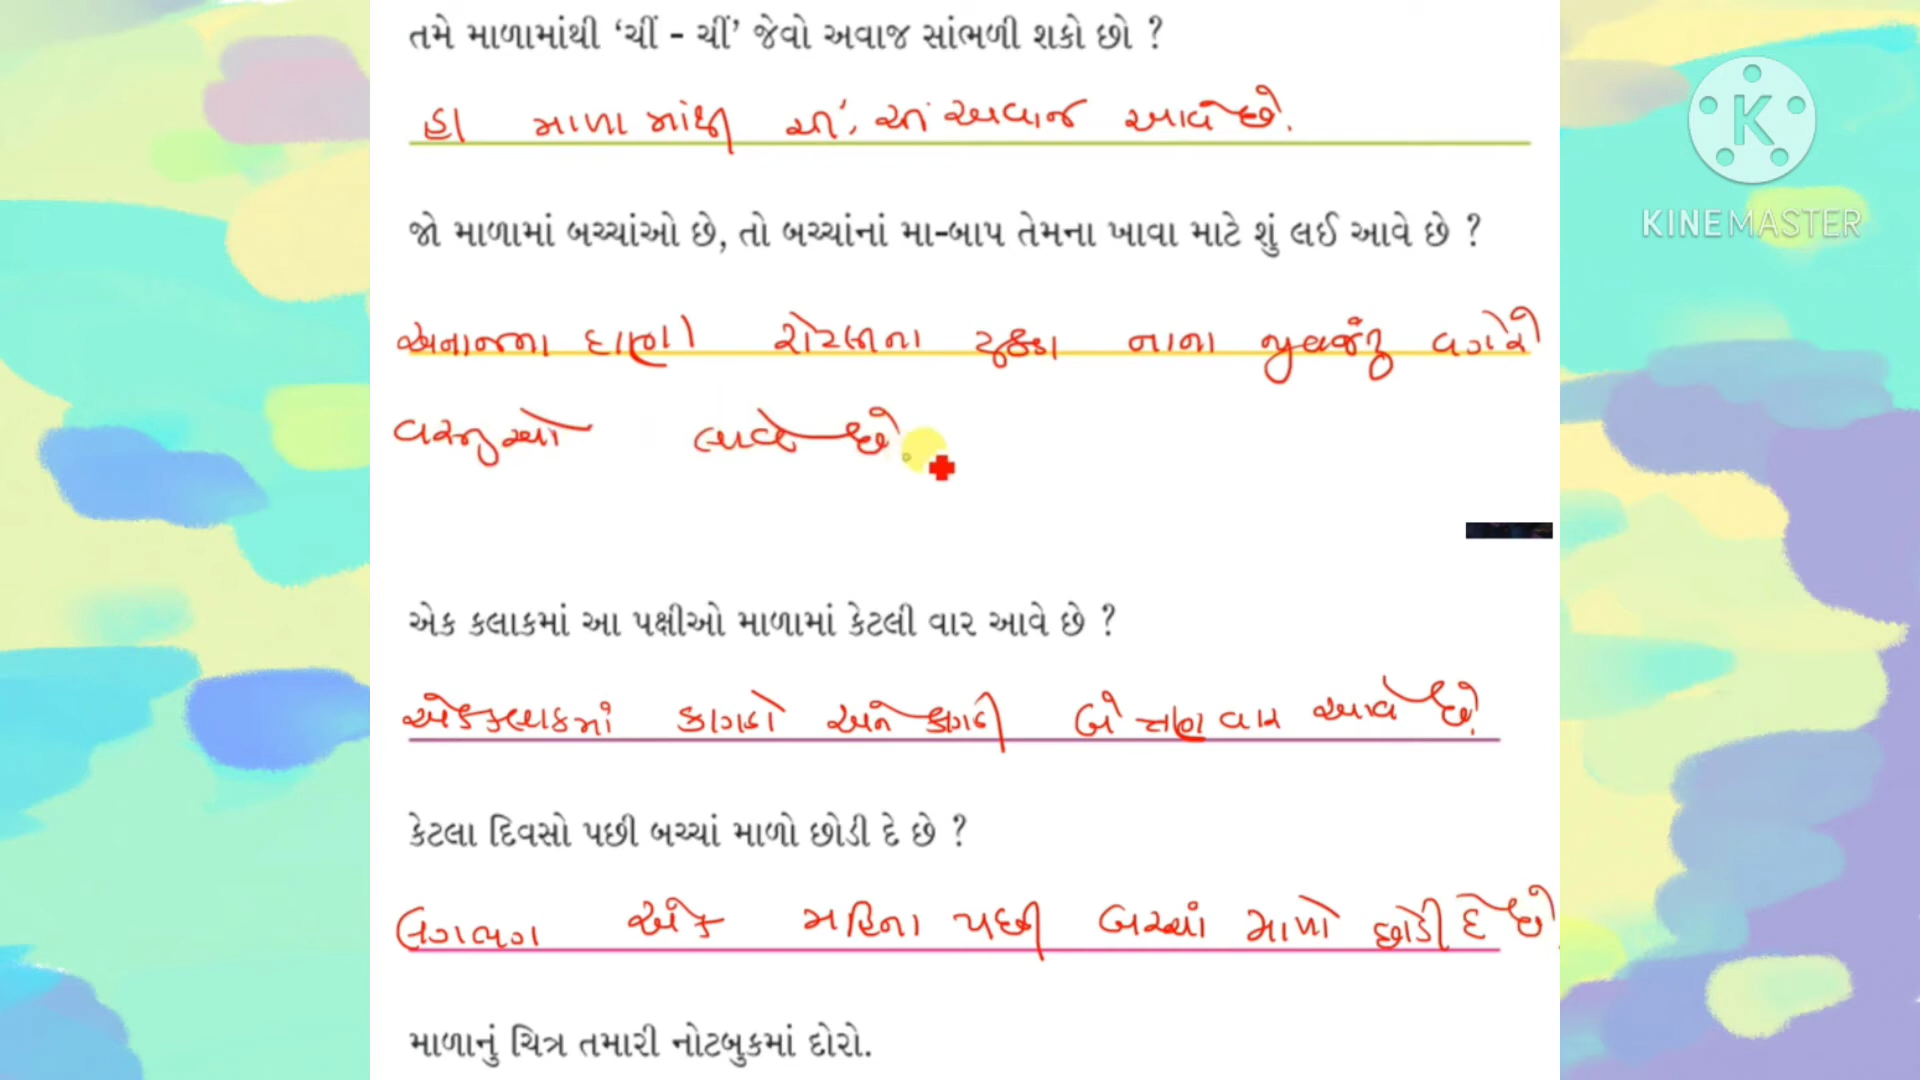 તમે માળામાંથી ‘ચીં - ચીં’ જેવો અવાજ સાંભળી શકો છો ?
હા માળા માંથી ચીં, ચીં અવાજ આવે છે.
KINEMASTER
જો માળામાં બચ્ચાંઓ છે, તો બચ્ચાંનાં મા-બાપ તેમના ખાવા માટે શું લઈ આવે છે ?
અનાજના દાણા રોટલીના ટુકડા નાના જીવજંતુ વગેરે
વસ્તુઓ લાવે છે.
એક કલાકમાં આ પક્ષીઓ માળામાં કેટલી વાર આવે છે ?
એક કલાકમાં કાગડો અને કાગડી બે ત્રણ વાર આવે છે.
કેટલા દિવસો પછી બચ્ચાં માળો છોડી દે છે ?
લગભગ એક મહિના પછી બચ્ચાં માળો છોડી દે છે.
માળાનું ચિત્ર તમારી નોટબુકમાં દોરો.